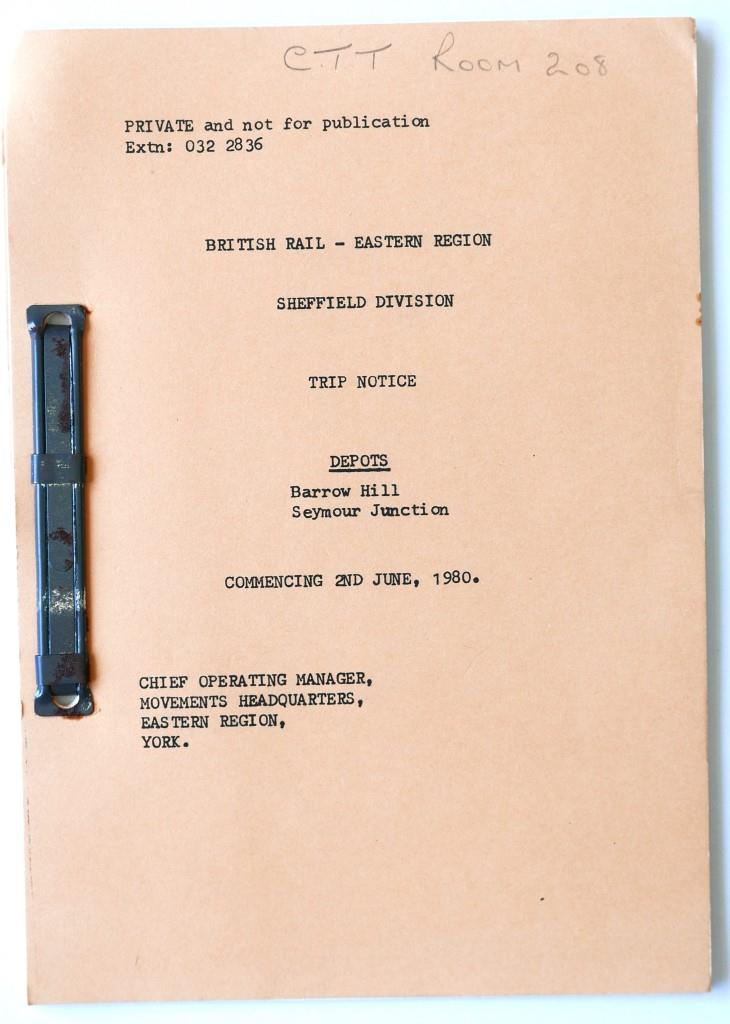 C.T.T Room 208
PRIVATE and not for publication
Extn: 032 2836
BRITISH RAIL - EASTERN REGION
SHEFFIELD DIVISION
TRIP NOTICE
DEPOTS
Barrow Hill
Seymour Junction
COMMENCING 2ND JUNE, 1980.
CHIEF OPERATING MANAGER,
MOVEMENTS HEADQUARTERS,
EASTERN REGION,
YORK.